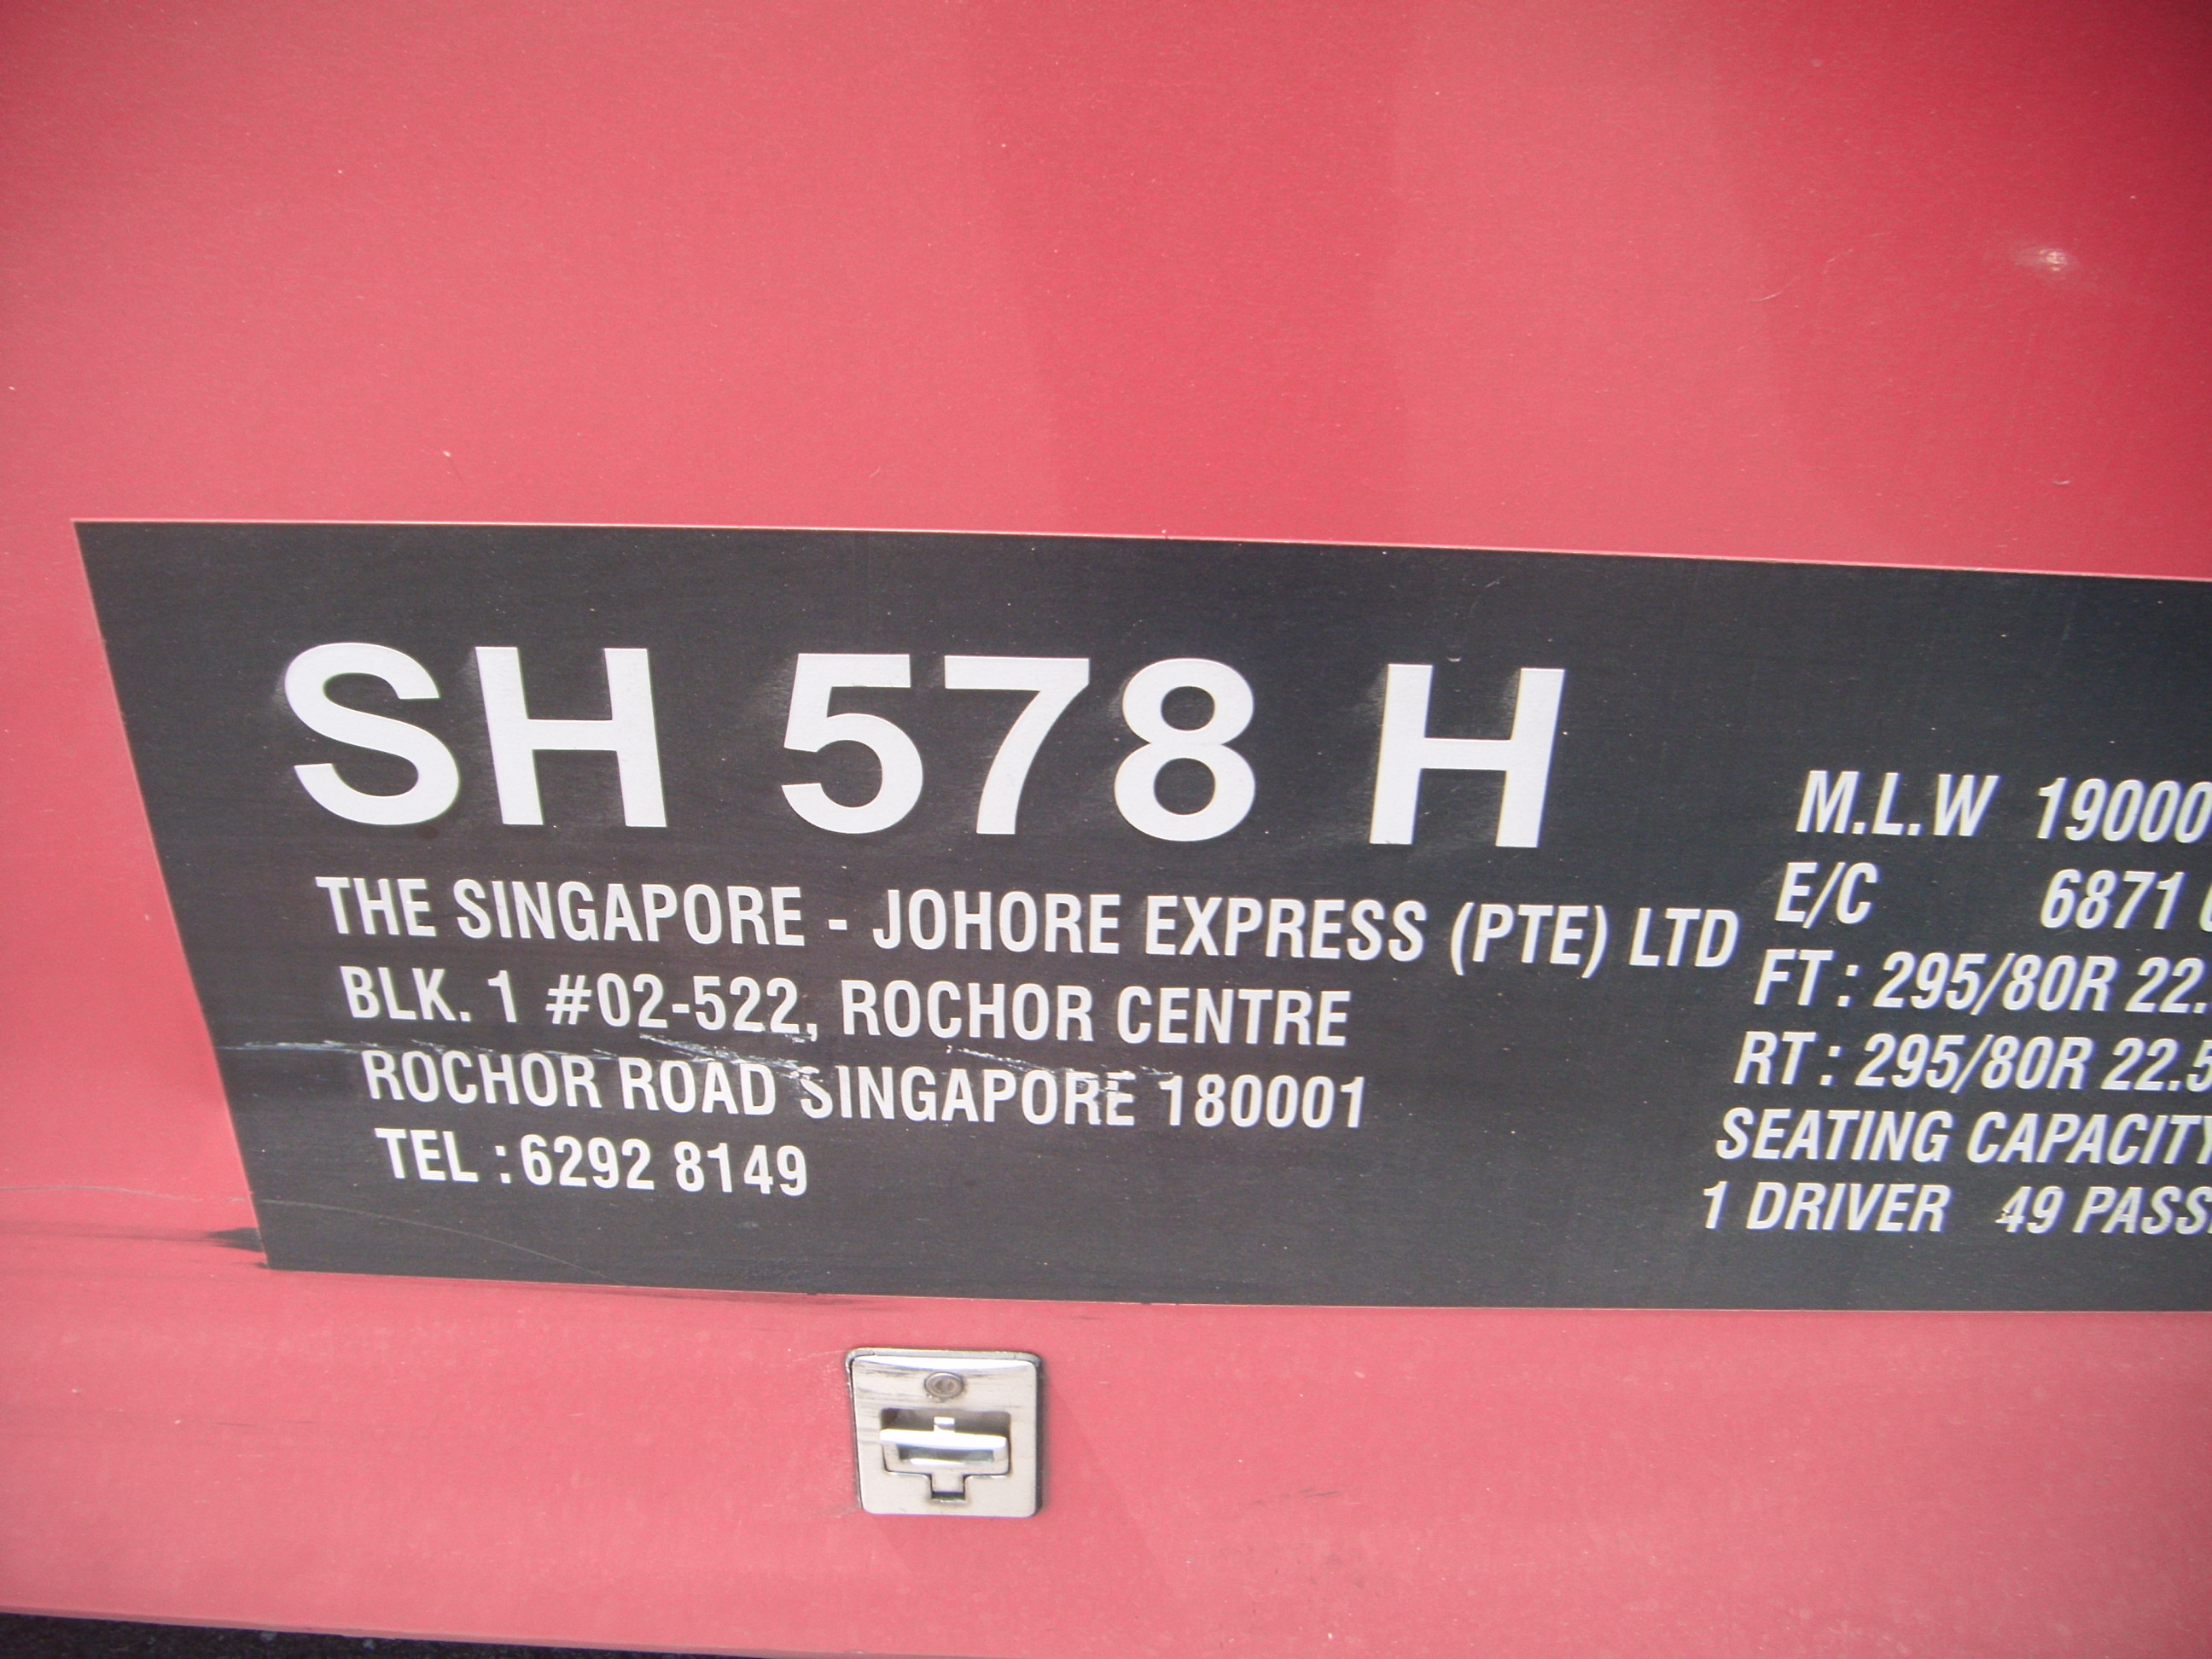 SH 578 H
THE SINGAPORE - JOHORE EXPRESS (PTE) LTD
BLK. 1 #02-522, ROCHOR CENTRE
ROCHOR ROAD SINGAPORE 180001
TEL : 6292 8149
M.L.W 19000
E/C 6871
FT : 295/80R 22.
RT : 295/80R 22.5
SEATING CAPACITY
1 DRIVER 49 PASS